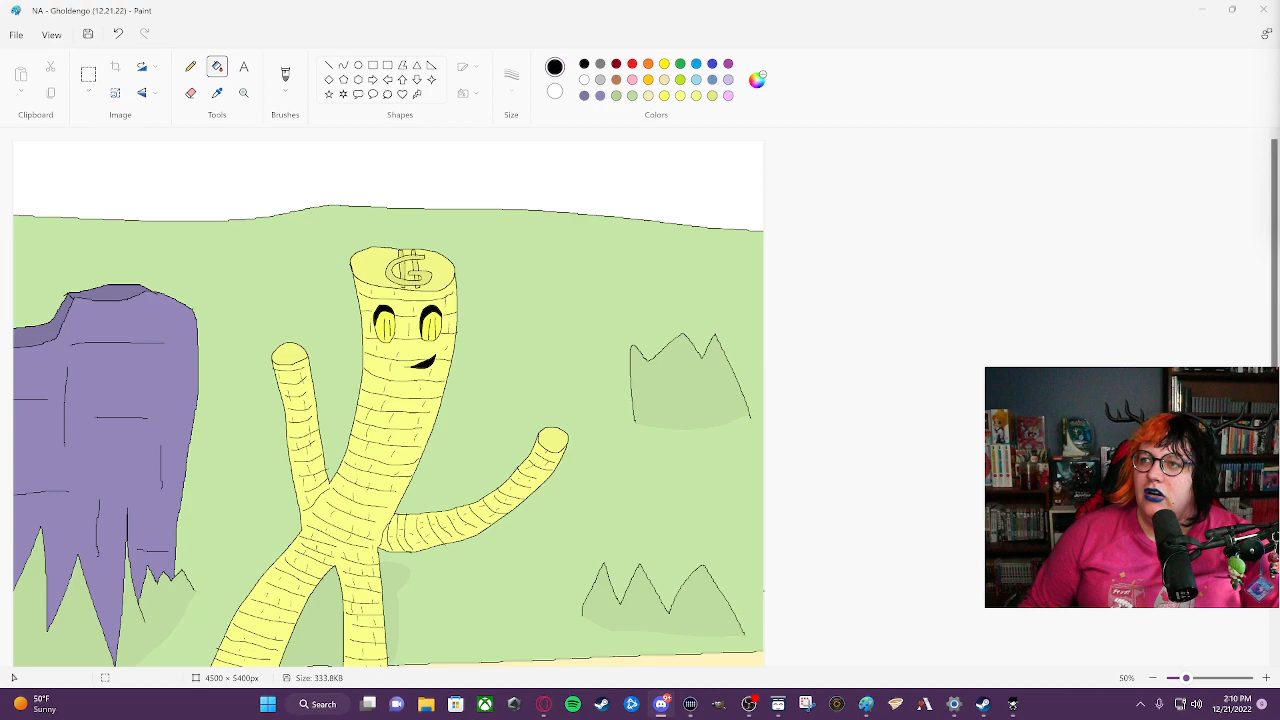 NA - Gholdengo (12.21.22) - Paint
File View
Clipboard Image Tools Brushes Shapes Size Colors
4500 × 5400px Size: 333.8KB 50%
50°F
Sunny
Search
2:10 PM
12/21/2022